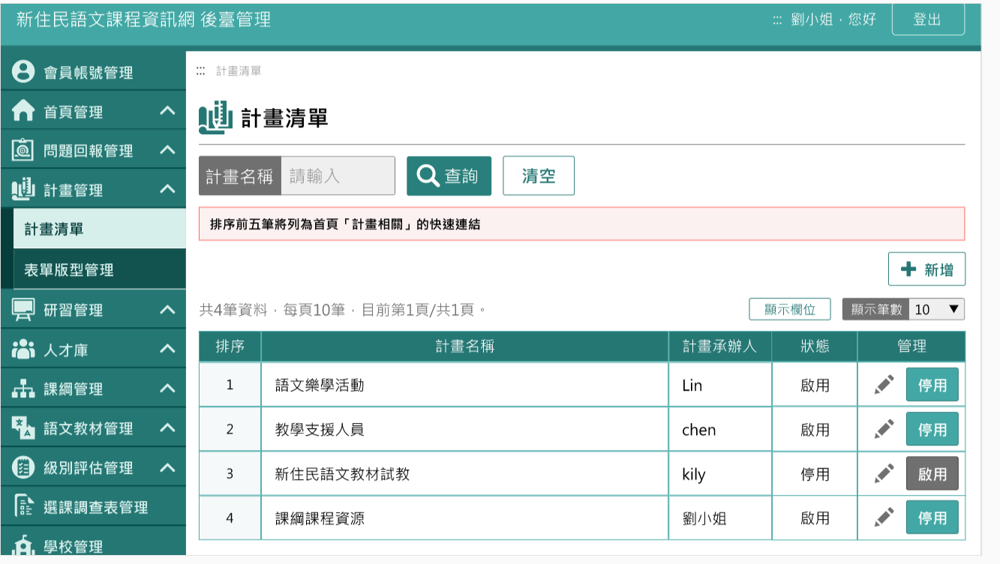 新住民語文課程資訊網 後臺管理
::: 劉小姐，您好
登出
會員帳號管理
首頁管理
問題回報管理
計畫管理
計畫清單
表單版型管理
研習管理
人才庫
課綱管理
語文教材管理
級別評估管理
選課調查表管理
學校管理
::: 計畫清單
計畫清單
計畫名稱 請輸入 查詢 清空
排序前五筆將列為首頁「計畫相關」的快速連結
新增
共4筆資料，每頁10筆，目前第1頁/共1頁。 顯示欄位 顯示筆數 10
排序 計畫名稱 計畫承辦人 狀態 管理
1 語文樂學活動 Lin 啟用 停用
2 教學支援人員 chen 啟用 停用
3 新住民語文教材試教 kily 停用 啟用
4 課綱課程資源 劉小姐 啟用 停用